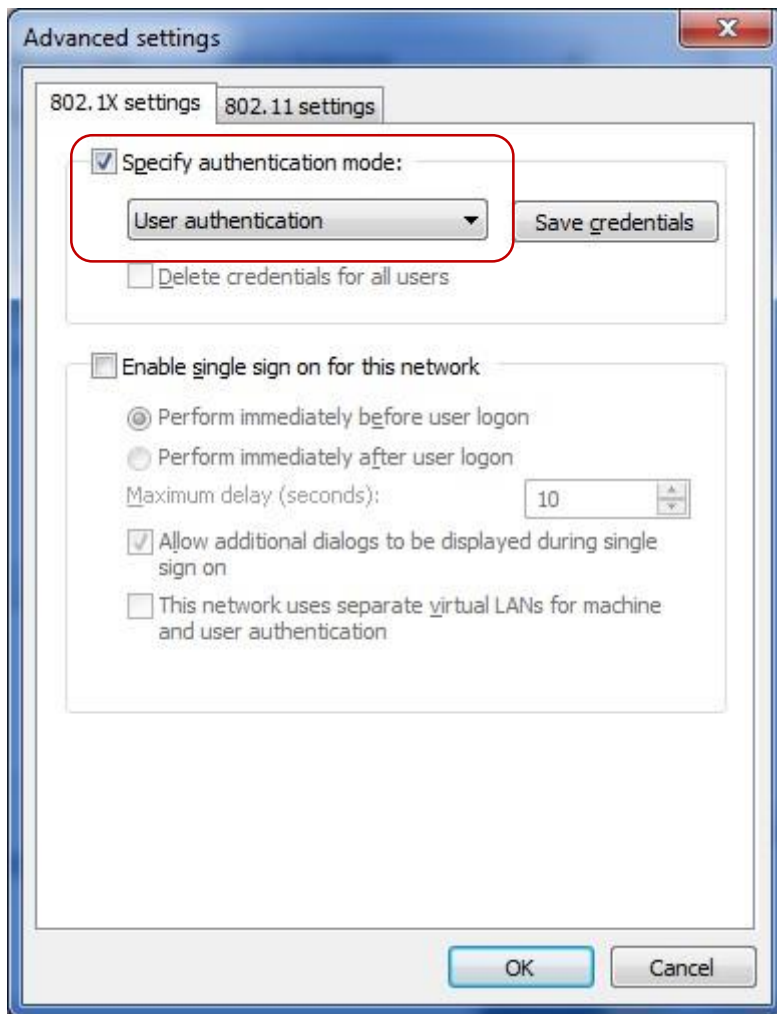 Advanced settings
802.1X settings 802.11 settings
Specify authentication mode:
User authentication Save credentials
Delete credentials for all users
Enable single sign on for this network
Perform immediately before user logon
Perform immediately after user logon
Maximum delay (seconds): 10
Allow additional dialogs to be displayed during single
sign on
This network uses separate virtual LANs for machine
and user authentication
OK Cancel